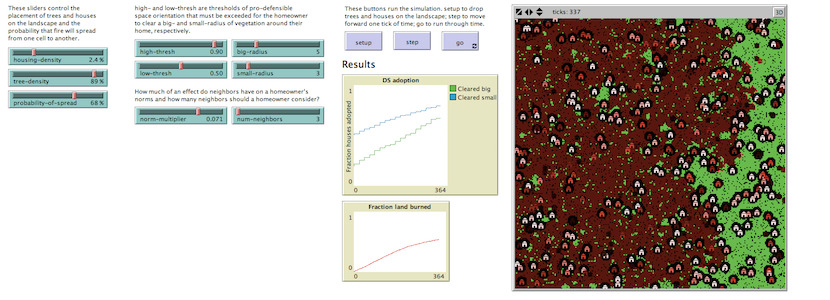 These sliders control the
placement of trees and houses
on the landscape and the
probability that fire will spread
from one cell to another.
housing-density 2.4 %
tree-density 89 %
probability-of-spread 68 %
high- and low-thresh are thresholds of pro-defensible
space orientation that must be exceeded for the homeowner
to clear a big- and small-radius of vegetation around their
home, respectively.
high-thresh 0.90
big-radius 5
low-thresh 0.50
small-radius 3
How much of an effect do neighbors have on a homeowner's
norms and how many neighbors should a homeowner consider?
norm-multiplier 0.071
num-neighbors 3
These buttons run the simulation. setup to drop
trees and houses on the landscape; step to move
forward one tick of time; go to run through time.
setup
step
go
Results
DS adoption
Fraction houses adopted
1
0
0
364
Cleared big
Cleared small
Fraction land burned
1
0
0
364
ticks: 337
3D